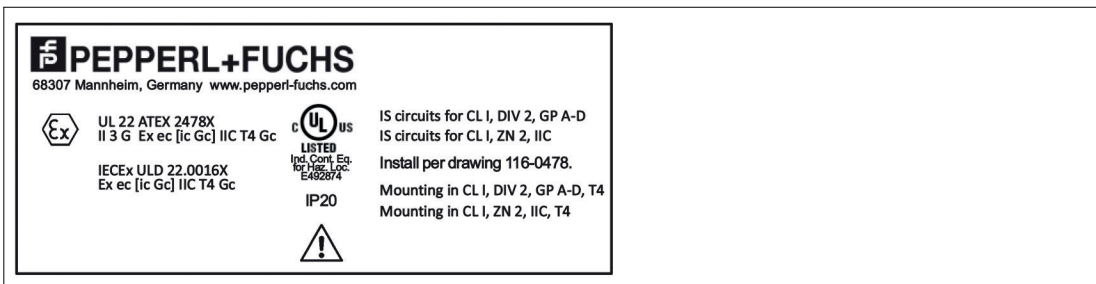 PEPPERL+FUCHS
68307 Mannheim, Germany www.pepperl-fuchs.com
Ex
UL 22 ATEX 2478X
II 3 G Ex ec [ic Gc] IIC T4 Gc
IECEx ULD 22.0016X
Ex ec [ic Gc] IIC T4 Gc
C UL US
LISTED
Ind. Cont. Eq.
for Haz. Loc.
E492874
IP20
IS circuits for CL I, DIV 2, GP A-D
IS circuits for CL I, ZN 2, IIC
Install per drawing 116-0478.
Mounting in CL I, DIV 2, GP A-D, T4
Mounting in CL I, ZN 2, IIC, T4